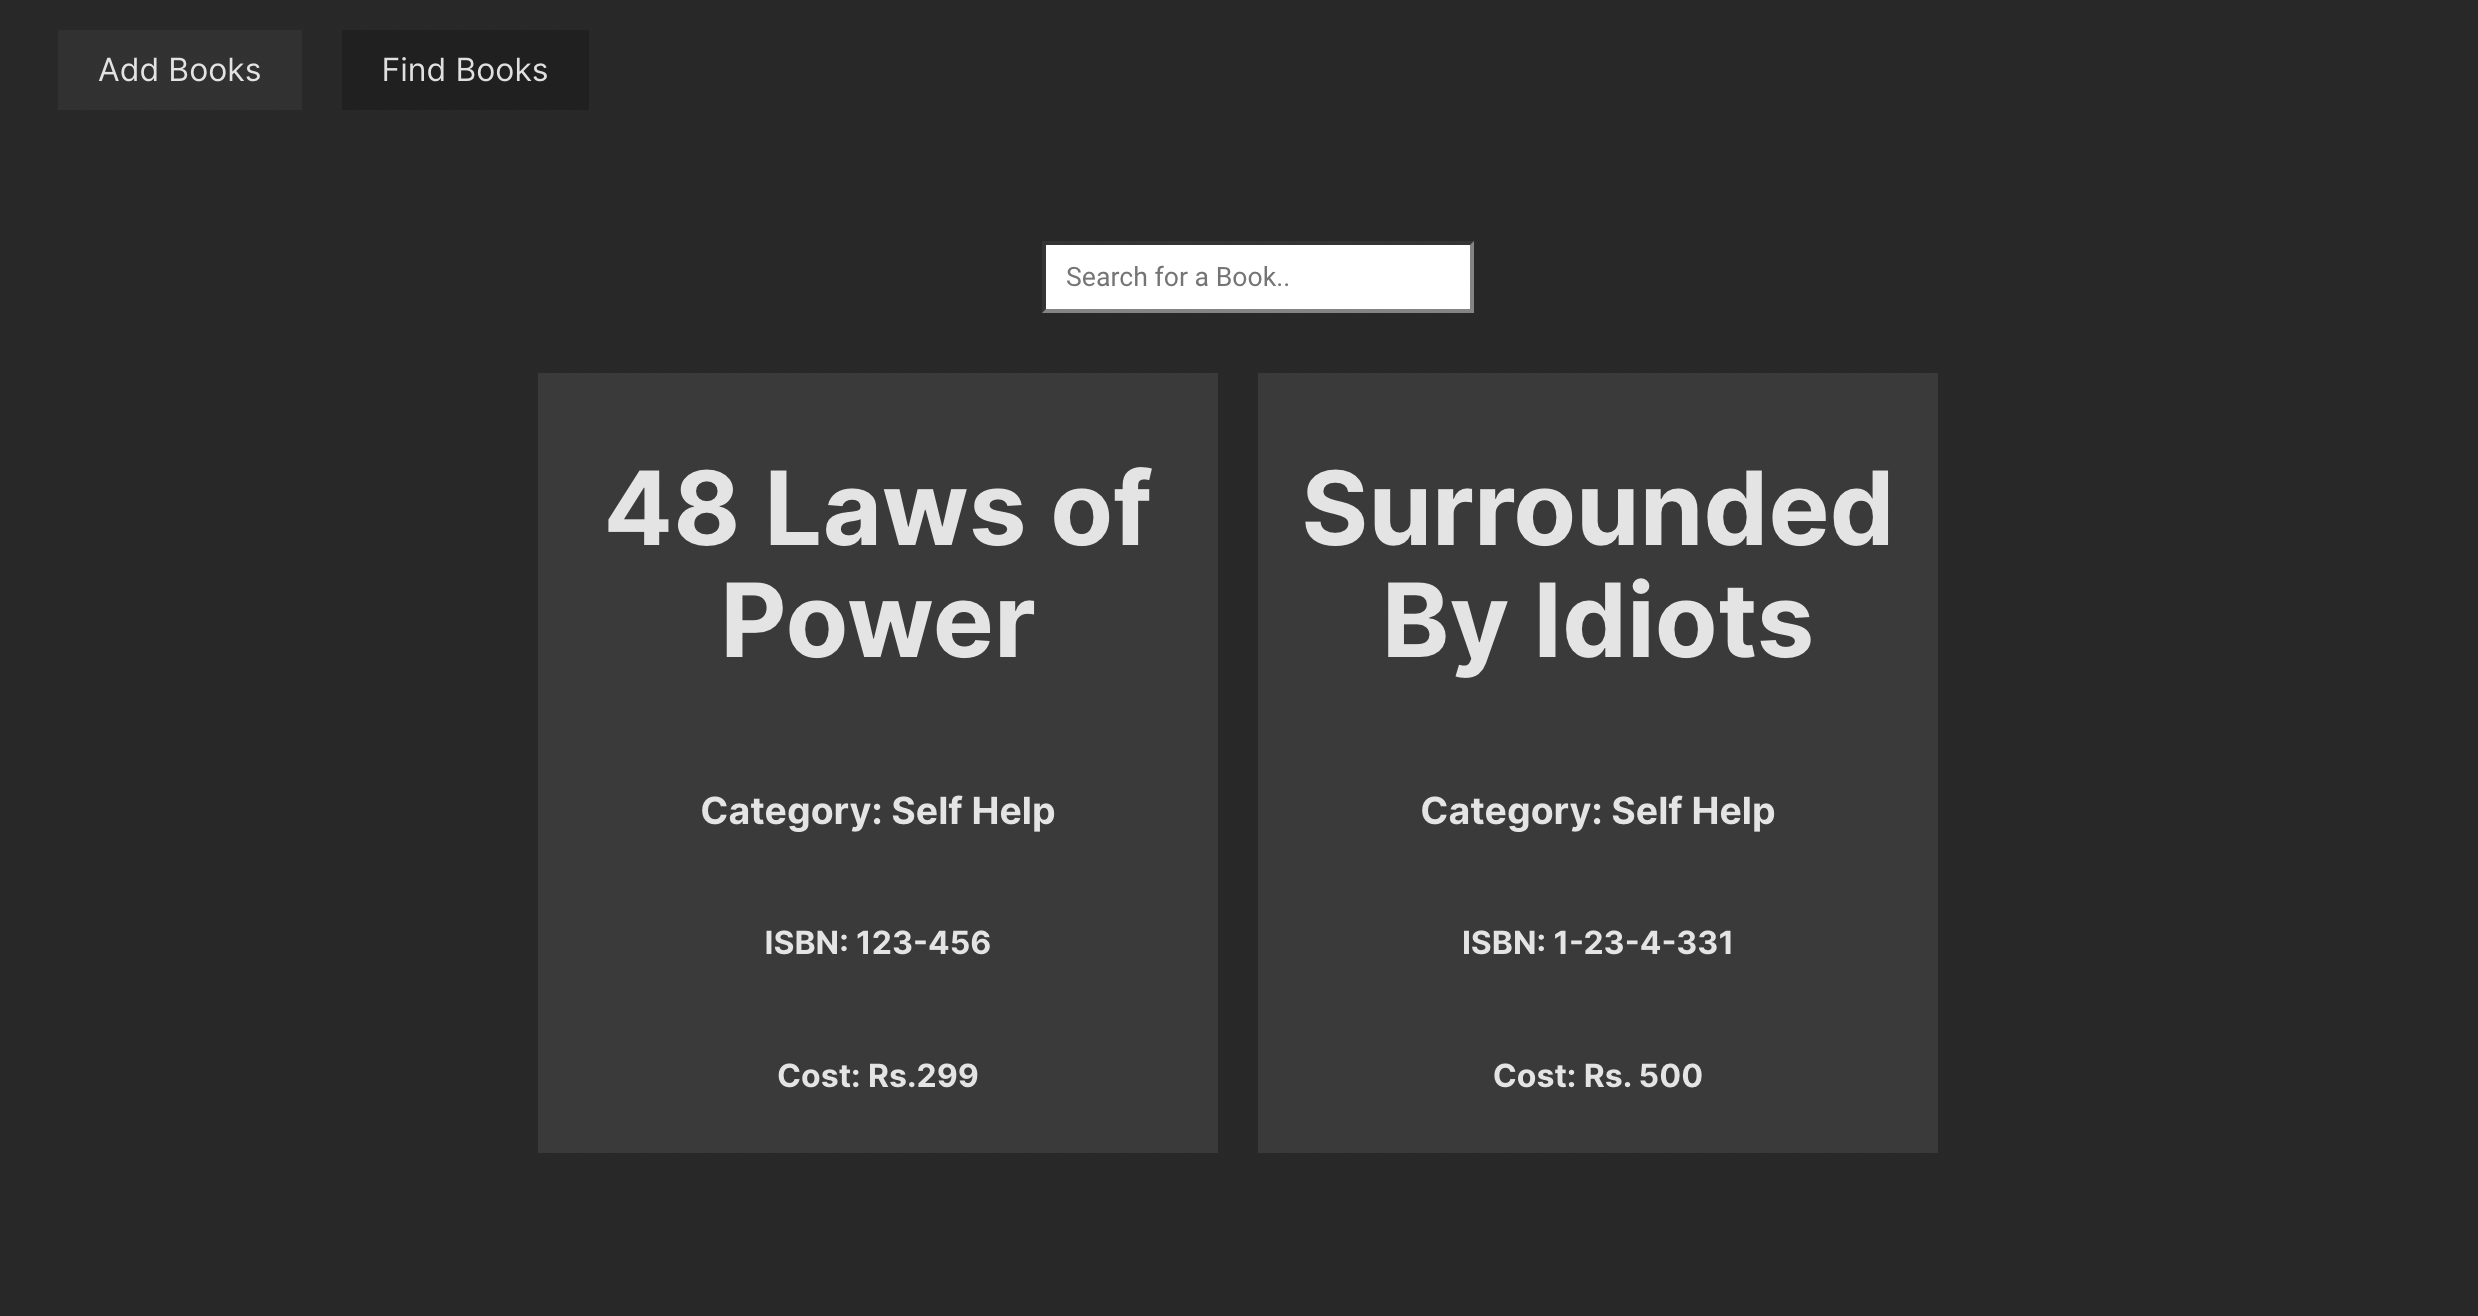 Add Books
Find Books
Search for a Book..
48 Laws of
Power
Category: Self Help
ISBN: 123-456
Cost: Rs.299
Surrounded
By Idiots
Category: Self Help
ISBN: 1-23-4-331
Cost: Rs. 500